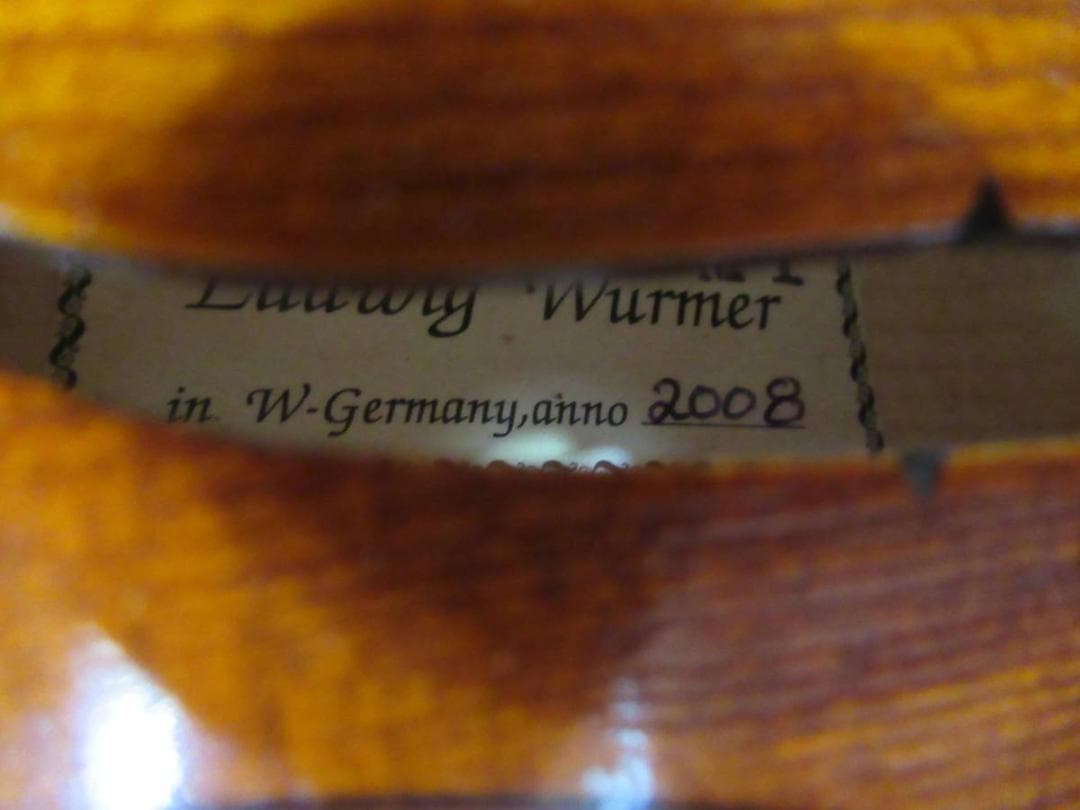 Ludwig Wurmer
in W-Germany, anno 2008